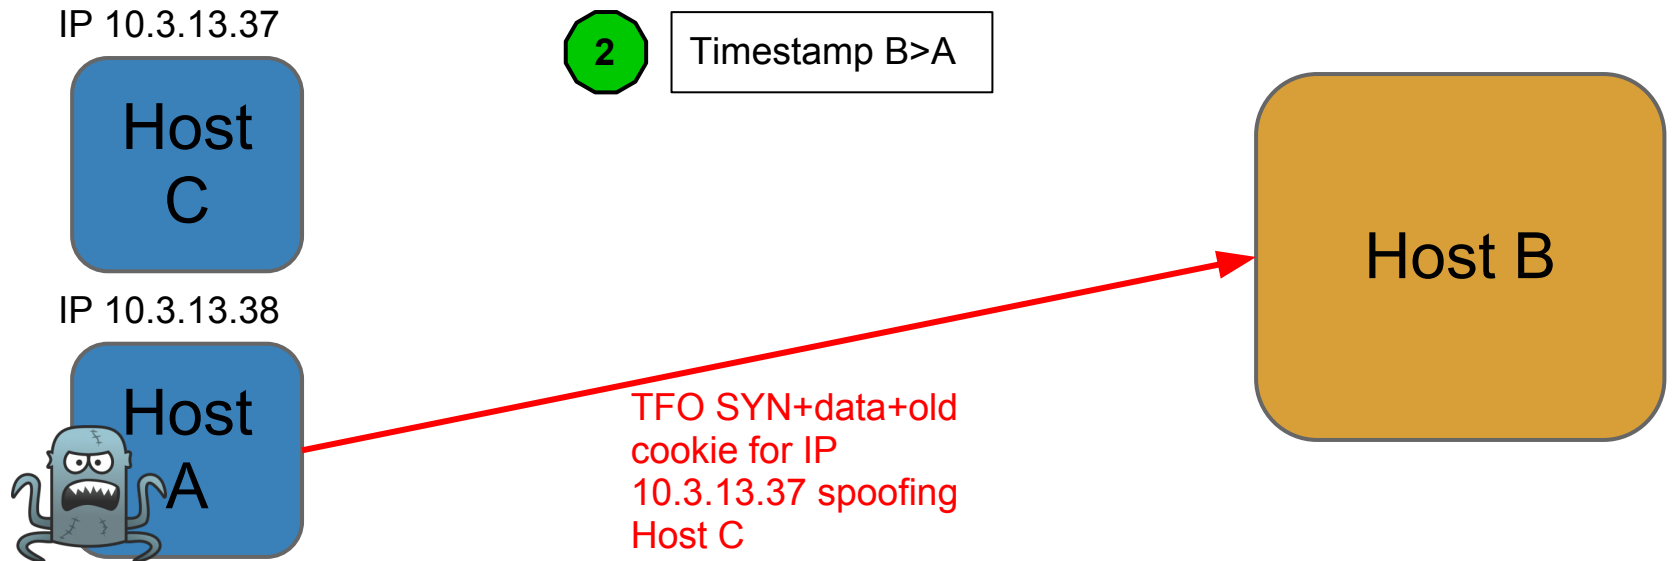 IP 10.3.13.37
2
Timestamp B>A
Host
C
Host B
IP 10.3.13.38
Host
A
TFO SYN+data+old
cookie for IP
10.3.13.37 spoofing
Host C